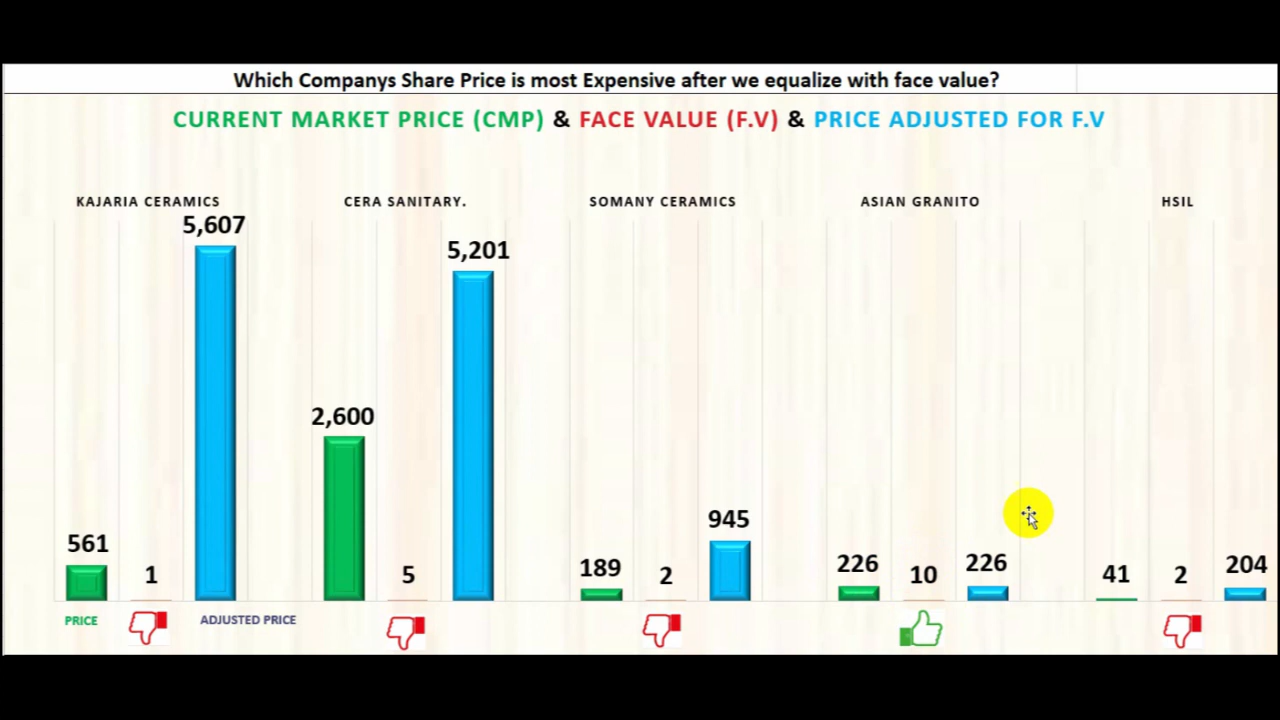 Which Companys Share Price is most Expensive after we equalize with face value?
CURRENT MARKET PRICE (CMP) & FACE VALUE (F.V) & PRICE ADJUSTED FOR F.V
KAJARIA CERAMICS
CERA SANITARY.
SOMANY CERAMICS
ASIAN GRANITO
HSIL
5,607
5,201
2,600
945
561
1
5
189
2
226
10
226
41
2
204
PRICE
ADJUSTED PRICE